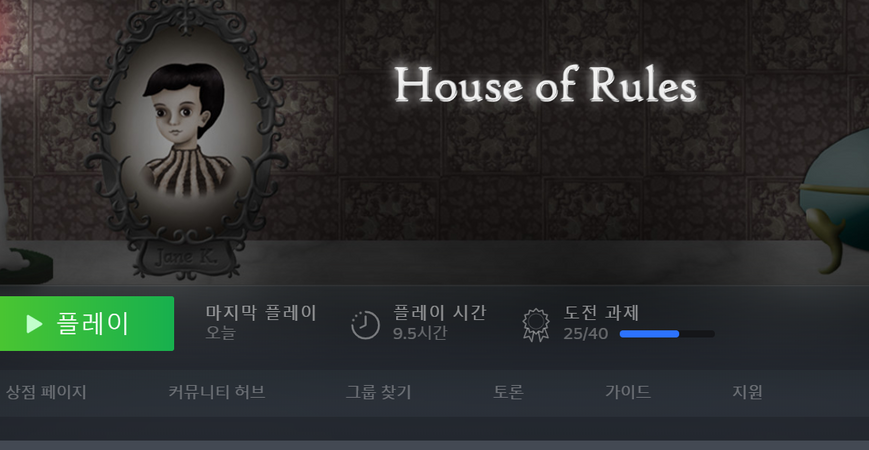 House of Rules
Jane K.
플레이
마지막 플레이
오늘
플레이 시간
9.5시간
도전 과제
25/40
상점 페이지 커뮤니티 허브 그룹 찾기 토론 가이드 지원